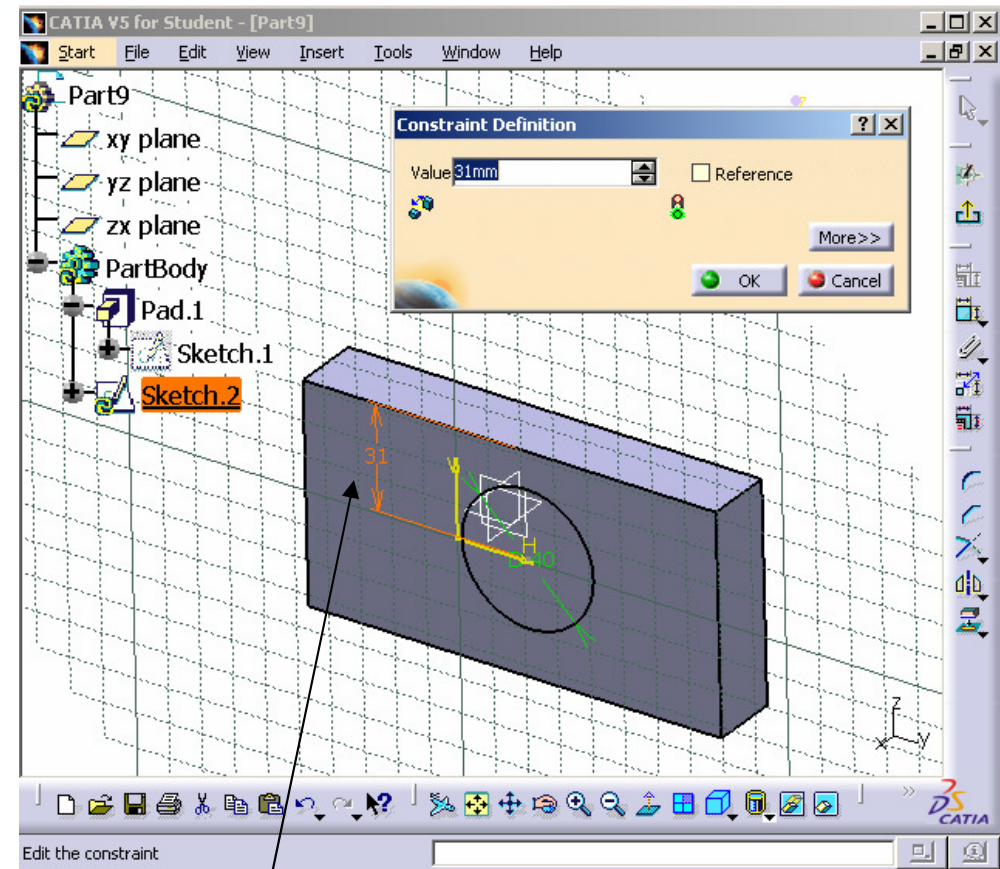 CATIA V5 for Student - [Part9]
Start File Edit View Insert Tools Window Help
Part9
xy plane
yz plane
zx plane
PartBody
Pad.1
Sketch.1
Sketch.2
Constraint Definition
Value 31mm
Reference
More>>
OK Cancel
31
V
H
D 40
z
x y
CATIA
Edit the constraint